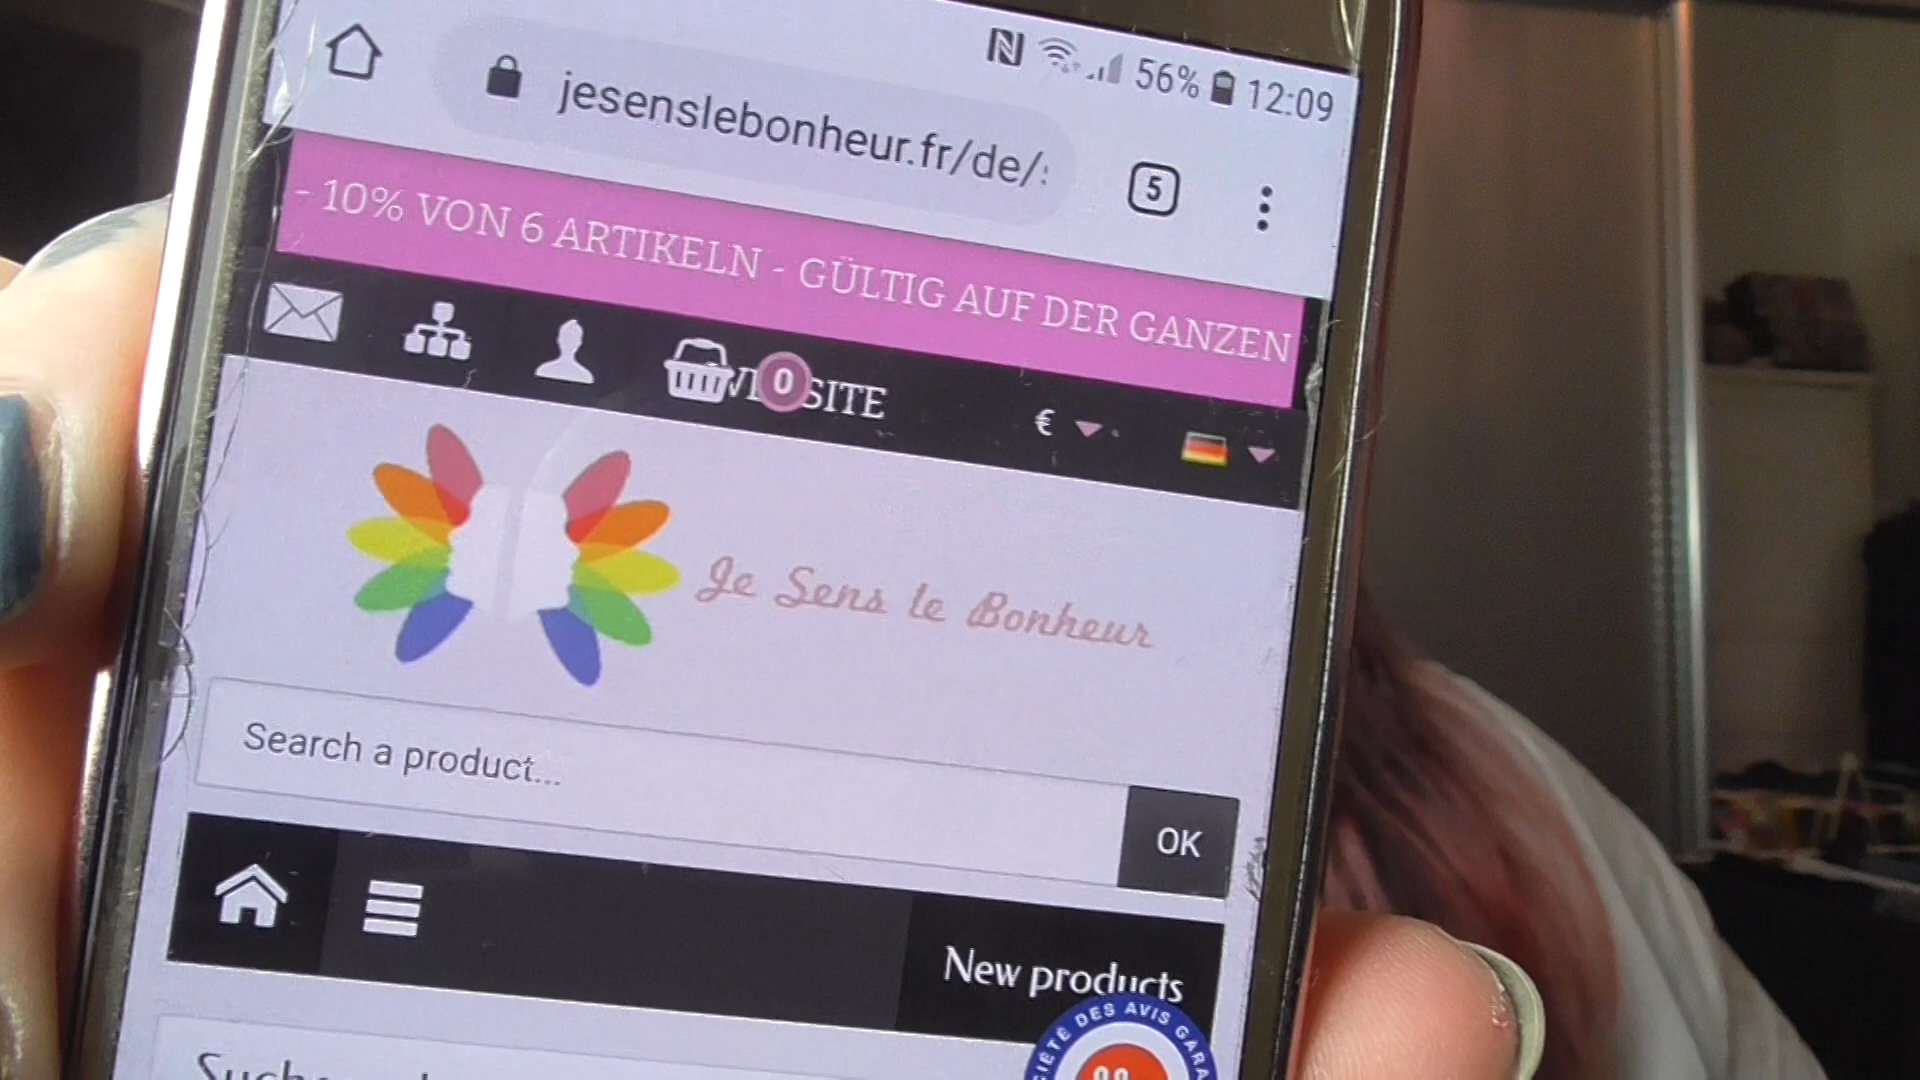 56% 12:09
jesenslebonheur.fr/de/
5
- 10% VON 6 ARTIKELN - GÜLTIG AUF DER GANZEN
0 SITE
€
Je Sens le Bonheur
Search a product...
OK
New products
DES AVIS